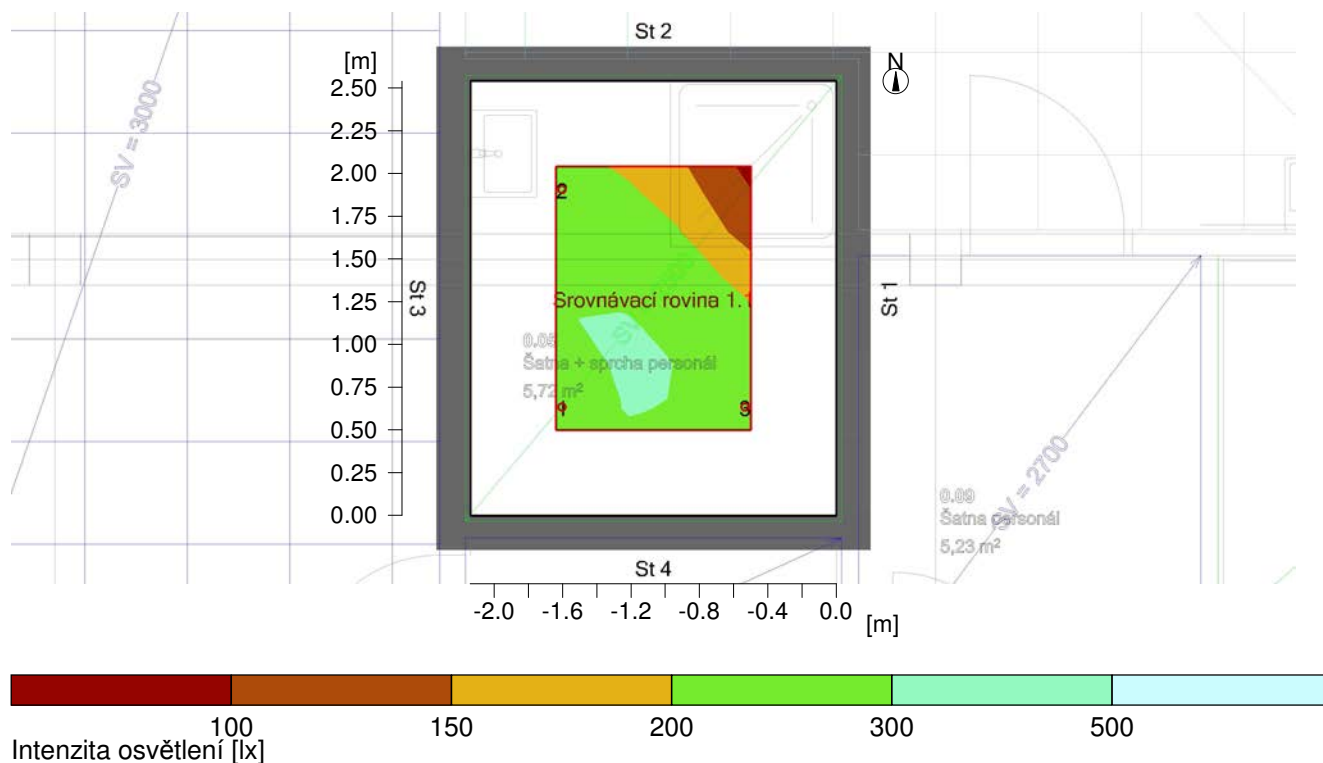 St 2
[m]
N
2.50
2.25
2.00
1.75
1.50
1.25
1.00
0.75
0.50
0.25
0.00
SV = 3000
2
St 3
St 1
Srovnávací rovina 1.1
SV
0.05
Šatna + sprcha personál
5,72 m²
1
3
SV = 2700
0.09
Šatna personál
5,23 m²
St 4
-2.0 -1.6 -1.2 -0.8 -0.4 0.0
[m]
100 150 200 300 500
Intenzita osvětlení [lx]